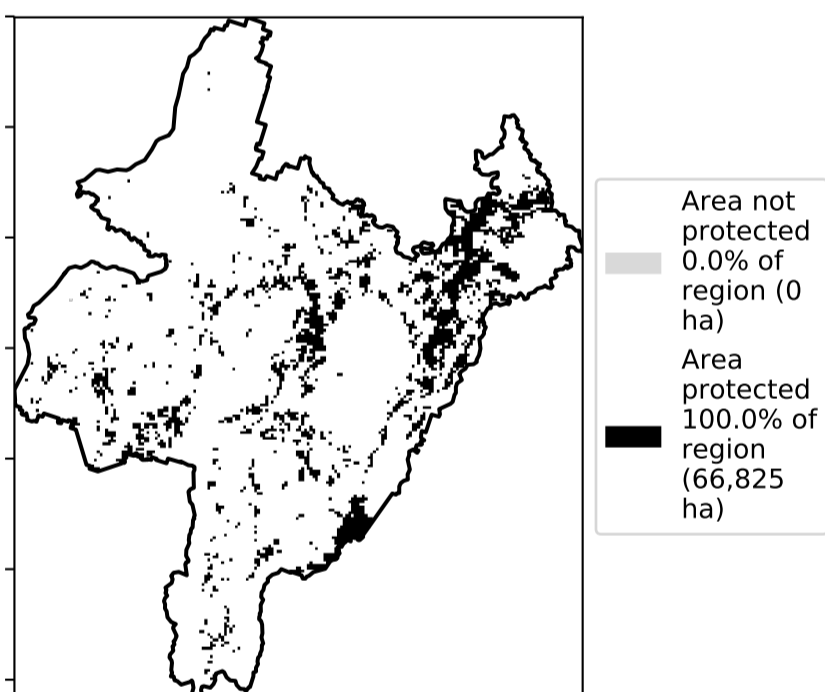 Area not
protected
0.0% of
region (0
ha)
Area
protected
100.0% of
region
(66,825
ha)